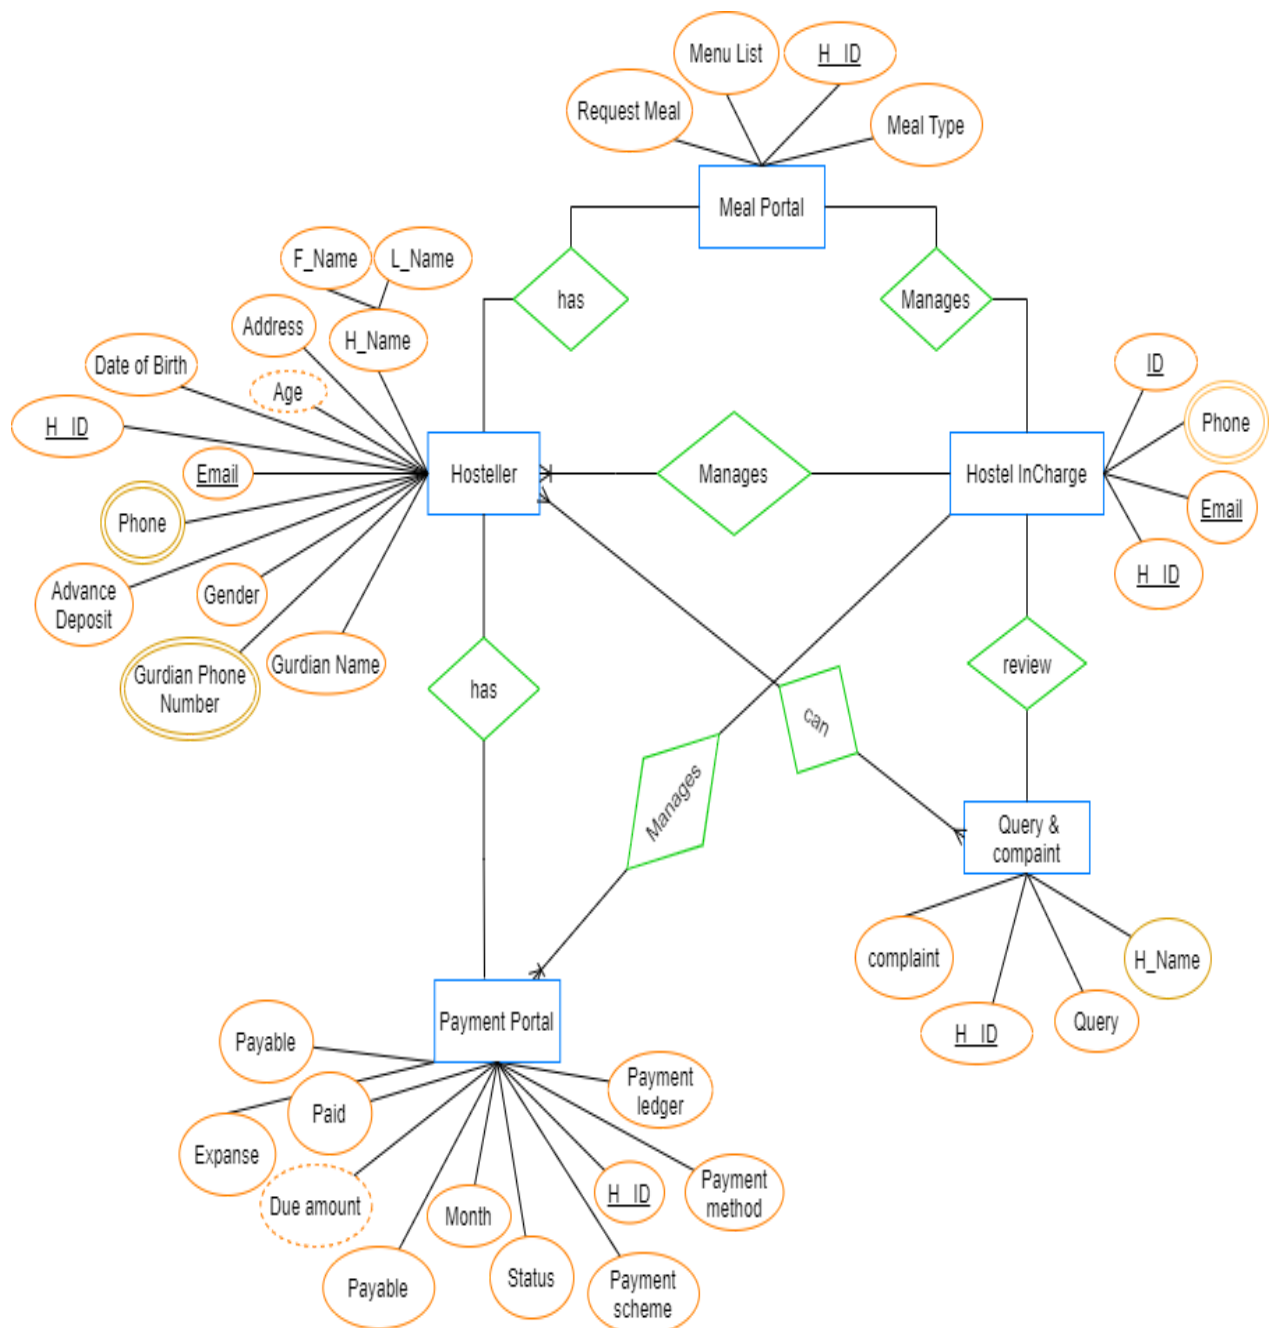 Menu List
H_ID
Request Meal
Meal Type
Meal Portal
F_Name
L_Name
has
Manages
Address
H_Name
Date of Birth
Age
ID
H_ID
Phone
Email
Hosteller
Manages
Hostel InCharge
Phone
Email
Advance
Deposit
Gender
H_ID
Gurdian Phone
Number
Gurdian Name
has
review
can
Manages
Query &
compaint
complaint
H_Name
H_ID
Query
Payment Portal
Payable
Payment
ledger
Paid
Expanse
Due amount
Month
H_ID
Payment
method
Payable
Status
Payment
scheme